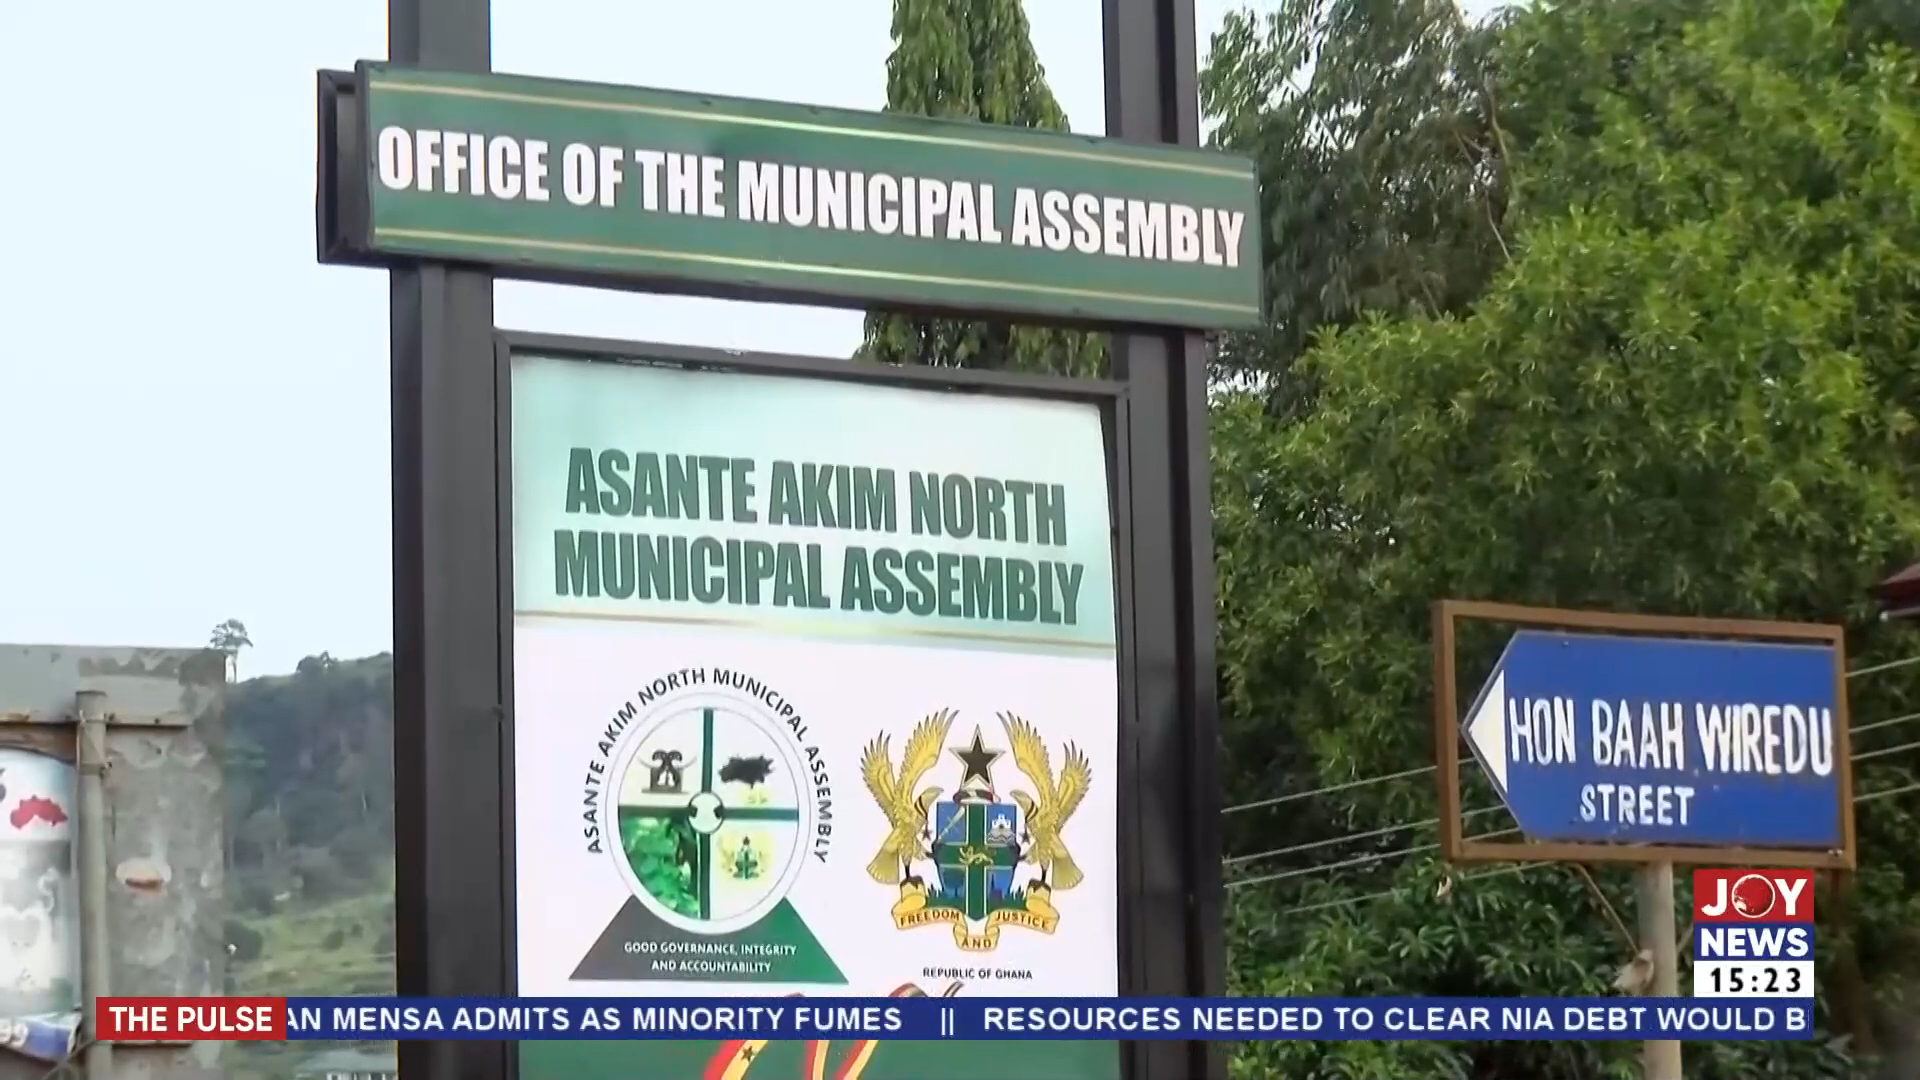 OFFICE OF THE MUNICIPAL ASSEMBLY
ASANTE AKIM NORTH
MUNICIPAL ASSEMBLY
ASANTE AKIM NORTH MUNICIPAL ASSEMBLY
GOOD GOVERNANCE, INTEGRITY
AND ACCOUNTABILITY
FREEDOM AND JUSTICE
REPUBLIC OF GHANA
HON BAAH WIREDU
STREET
99
JOY
NEWS
15:23
THE PULSE
AN MENSA ADMITS AS MINORITY FUMES || RESOURCES NEEDED TO CLEAR NIA DEBT WOULD B